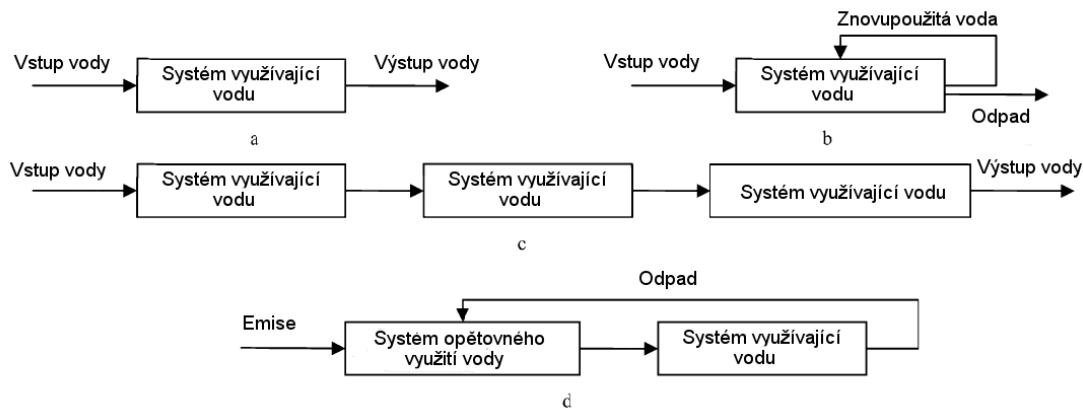 Vstup vody
Systém využívající
vodu
Výstup vody
a
Znovupoužitá voda
Vstup vody
Systém využívající
vodu
Odpad
b
Vstup vody
Systém využívající
vodu
Systém využívající
vodu
Systém využívající vodu
Výstup vody
c
Odpad
Emise
Systém opětovného
využití vody
Systém využívající
vodu
d